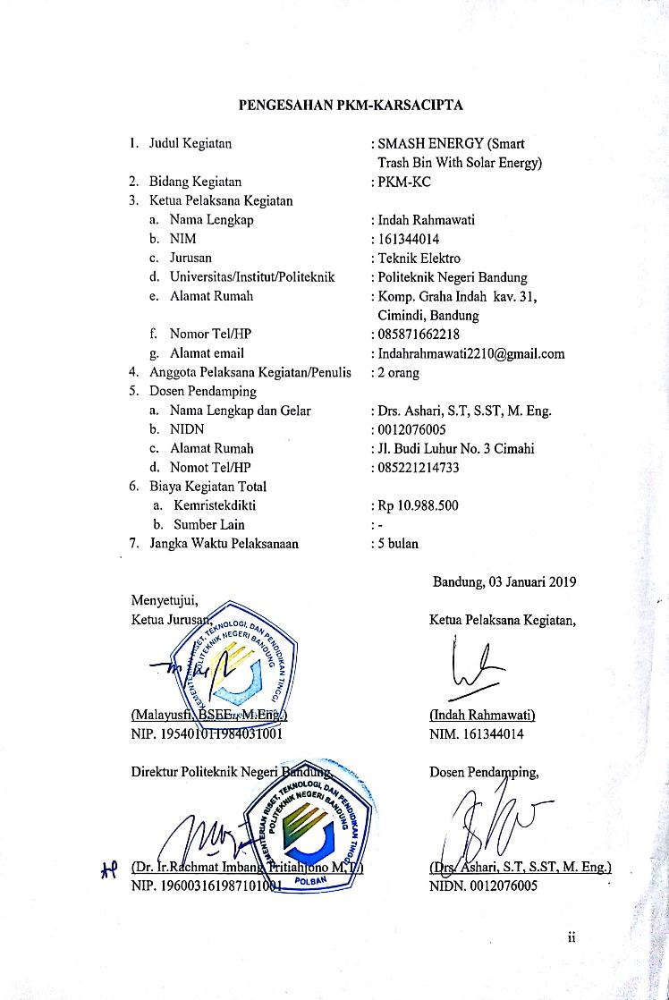 PENGESAHAN PKM-KARSACIPTA
1. Judul Kegiatan : SMASH ENERGY (Smart
Trash Bin With Solar Energy)
2. Bidang Kegiatan : PKM-KC
3. Ketua Pelaksana Kegiatan
a. Nama Lengkap : Indah Rahmawati
b. NIM : 161344014
c. Jurusan : Teknik Elektro
d. Universitas/Institut/Politeknik : Politeknik Negeri Bandung
e. Alamat Rumah : Komp. Graha Indah kav. 31,
Cimindi, Bandung
f. Nomor Tel/HP : 085871662218
g. Alamat email : Indahrahmawati2210@gmail.com
4. Anggota Pelaksana Kegiatan/Penulis : 2 orang
5. Dosen Pendamping
a. Nama Lengkap dan Gelar : Drs. Ashari, S.T, S.ST, M. Eng.
b. NIDN : 0012076005
c. Alamat Rumah : Jl. Budi Luhur No. 3 Cimahi
d. Nomot Tel/HP : 085221214733
6. Biaya Kegiatan Total
a. Kemristekdikti : Rp 10.988.500
b. Sumber Lain : -
7. Jangka Waktu Pelaksanaan : 5 bulan
Bandung, 03 Januari 2019
Menyetujui,
Ketua Jurusan, Ketua Pelaksana Kegiatan,
KEMENTERIAN RISET, TEKNOLOGI, DAN PENDIDIKAN TINGGI
POLITEKNIK NEGERI BANDUNG
(Malayusfi, BSEE., M.Eng.) (Indah Rahmawati)
NIP. 195401011984031001 NIM. 161344014
Direktur Politeknik Negeri Bandung, Dosen Pendamping,
KEMENTERIAN RISET, TEKNOLOGI, DAN PENDIDIKAN TINGGI
POLITEKNIK NEGERI BANDUNG
(Dr. Ir.Rachmat Imbang Tritiahjono M.T.) (Drs. Ashari, S.T, S.ST, M. Eng.)
POLBAN
NIP. 196003161987101001 NIDN. 0012076005
ii